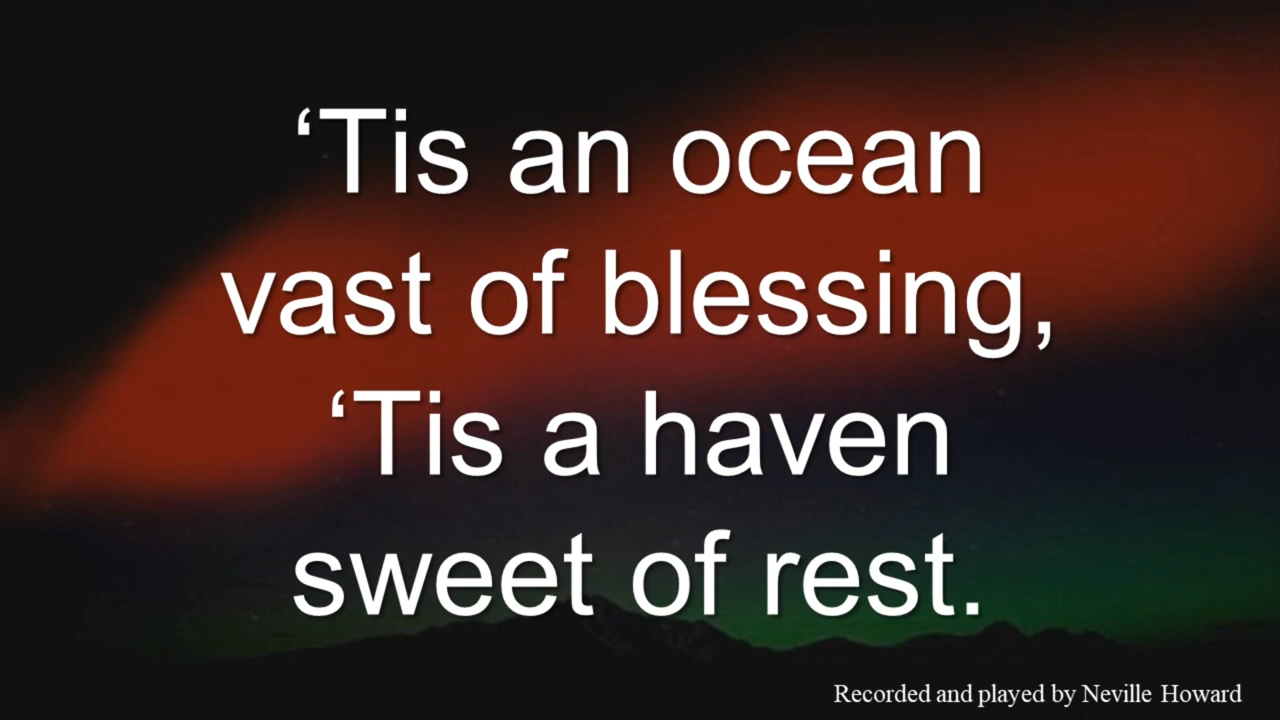 ‘Tis an ocean
vast of blessing,
‘Tis a haven
sweet of rest.
Recorded and played by Neville Howard